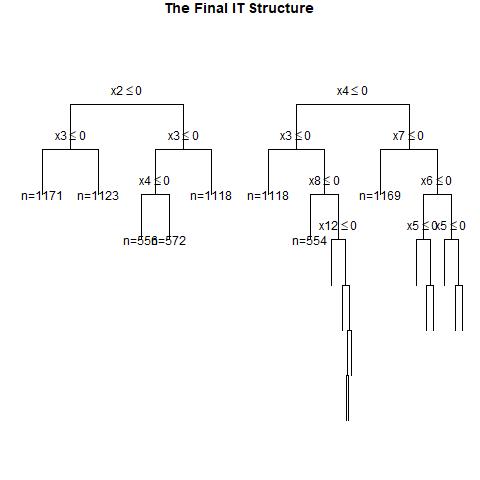 The Final IT Structure
x2 ≤ 0
x4 ≤ 0
x3 ≤ 0
x3 ≤ 0
x3 ≤ 0
x7 ≤ 0
x4 ≤ 0
x8 ≤ 0
x6 ≤ 0
n=1171
n=1123
n=1118
n=1118
n=1169
x12 ≤ 0
x5 ≤ 0
x5 ≤ 0
n=556
n=572
n=554